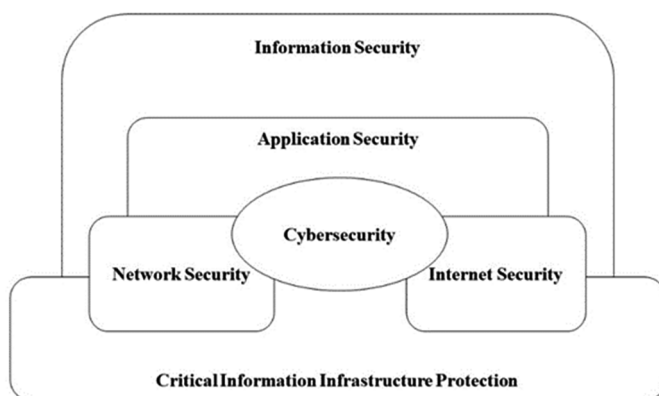 Information Security
Application Security
Cybersecurity
Network Security
Internet Security
Critical Information Infrastructure Protection